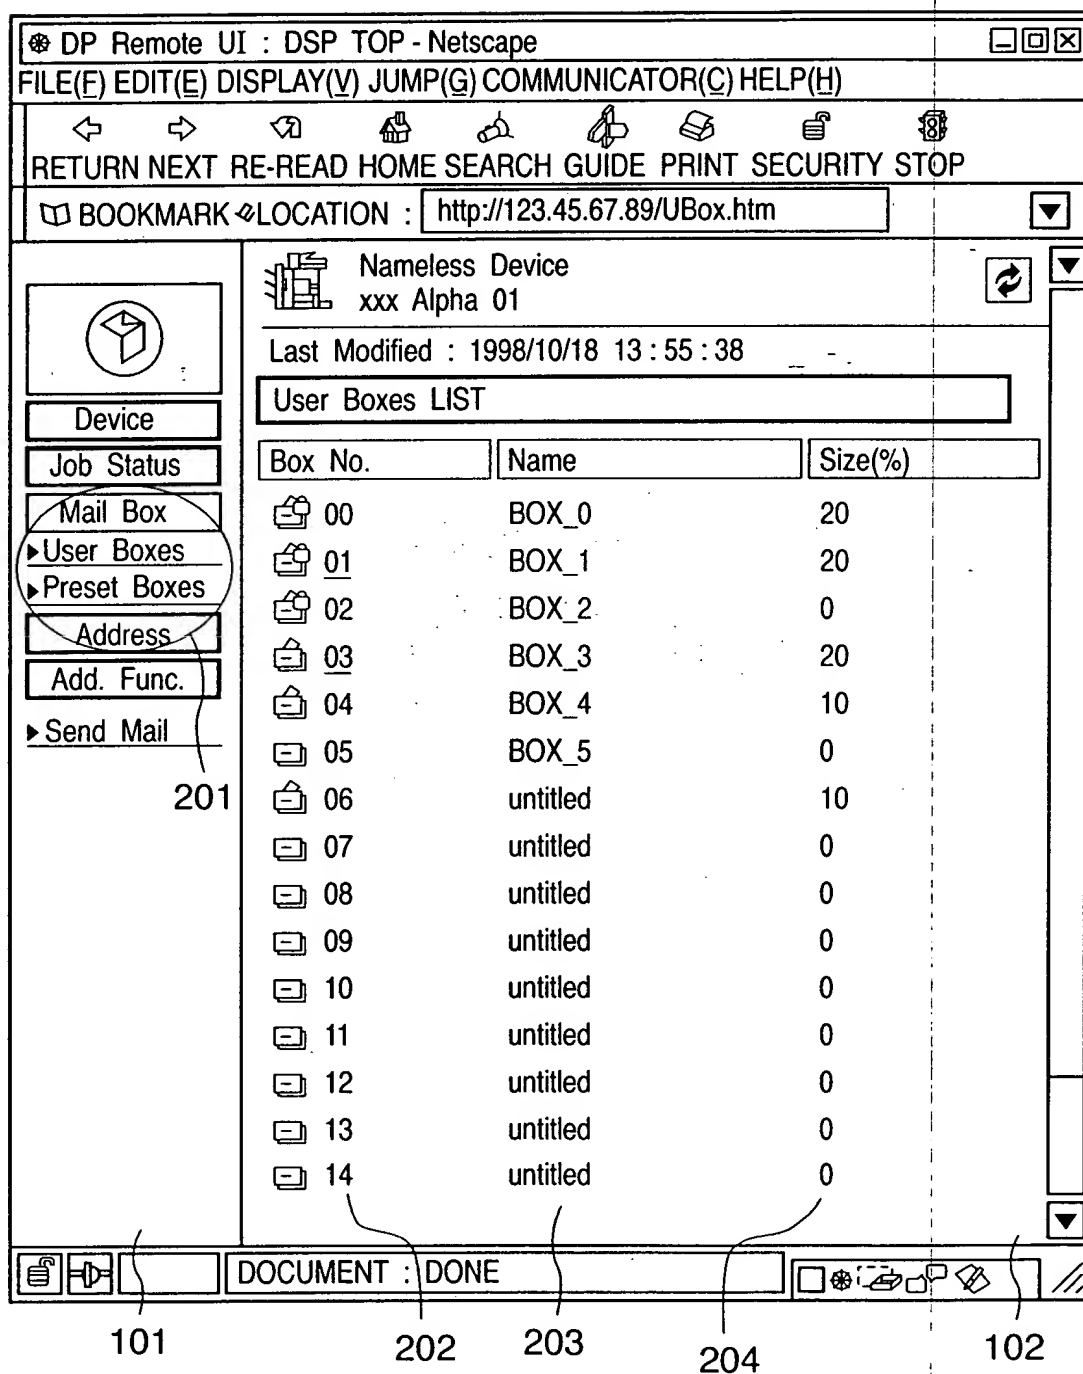 DP Remote UI : DSP TOP - Netscape
FILE(F) EDIT(E) DISPLAY(V) JUMP(G) COMMUNICATOR(C) HELP(H)
RETURN NEXT RE-READ HOME SEARCH GUIDE PRINT SECURITY STOP
BOOKMARK LOCATION : http://123.45.67.89/UBox.htm
Nameless Device
xxx Alpha 01
Last Modified : 1998/10/18 13:55:38
User Boxes LIST
Device
Job Status
Mail Box
User Boxes
Preset Boxes
Address
Add. Func.
Send Mail
201
Box No. Name Size(%)
00 BOX_0 20
01 BOX_1 20
02 BOX_2 0
03 BOX_3 20
04 BOX_4 10
05 BOX_5 0
06 untitled 10
07 untitled 0
08 untitled 0
09 untitled 0
10 untitled 0
11 untitled 0
12 untitled 0
13 untitled 0
14 untitled 0
DOCUMENT : DONE
101 202 203 204 102